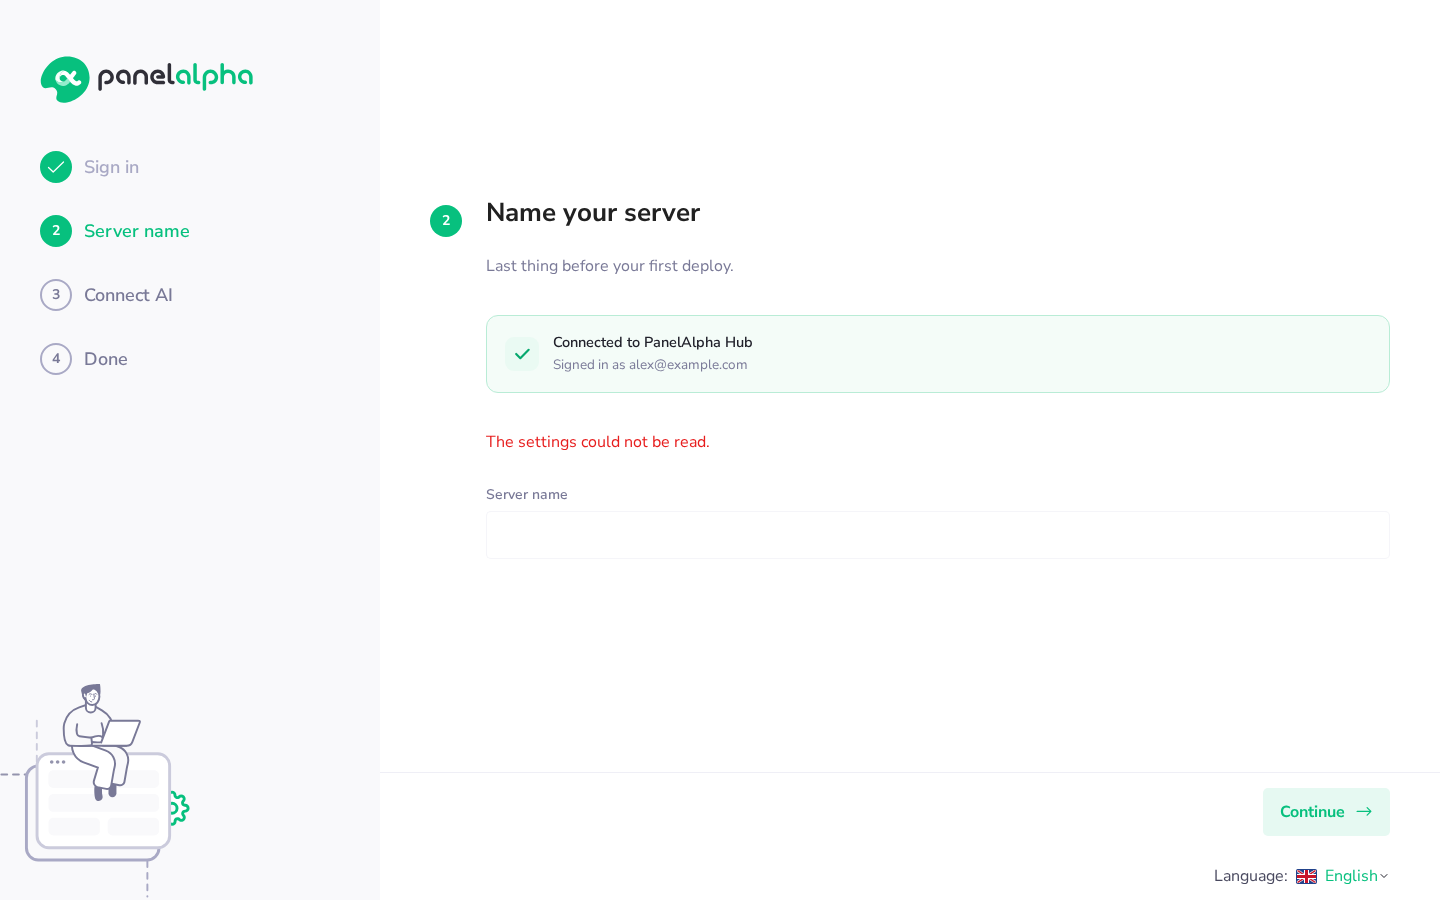 panelalpha
Sign in
2 Server name
3 Connect AI
4 Done
2 Name your server
Last thing before your first deploy.
Connected to PanelAlpha Hub
Signed in as alex@example.com
The settings could not be read.
Server name
Continue
Language: English